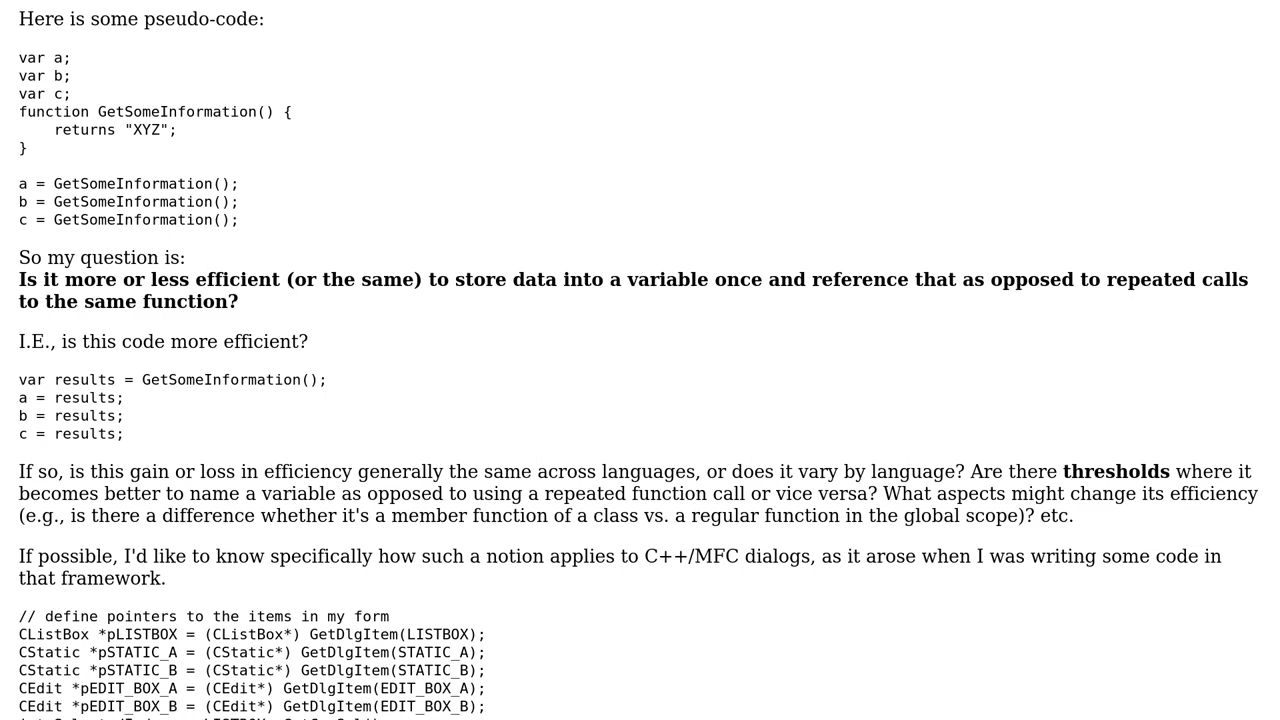 Here is some pseudo-code:
var a;
var b;
var c;
function GetSomeInformation() {
    returns "XYZ";
}
a = GetSomeInformation();
b = GetSomeInformation();
c = GetSomeInformation();
So my question is:
Is it more or less efficient (or the same) to store data into a variable once and reference that as opposed to repeated calls
to the same function?
I.E., is this code more efficient?
var results = GetSomeInformation();
a = results;
b = results;
c = results;
If so, is this gain or loss in efficiency generally the same across languages, or does it vary by language? Are there thresholds where it
becomes better to name a variable as opposed to using a repeated function call or vice versa? What aspects might change its efficiency
(e.g., is there a difference whether it's a member function of a class vs. a regular function in the global scope)? etc.
If possible, I'd like to know specifically how such a notion applies to C++/MFC dialogs, as it arose when I was writing some code in
that framework.
// define pointers to the items in my form
CListBox *pLISTBOX = (CListBox*) GetDlgItem(LISTBOX);
CStatic *pSTATIC_A = (CStatic*) GetDlgItem(STATIC_A);
CStatic *pSTATIC_B = (CStatic*) GetDlgItem(STATIC_B);
CEdit *pEDIT_BOX_A = (CEdit*) GetDlgItem(EDIT_BOX_A);
CEdit *pEDIT_BOX_B = (CEdit*) GetDlgItem(EDIT_BOX_B);